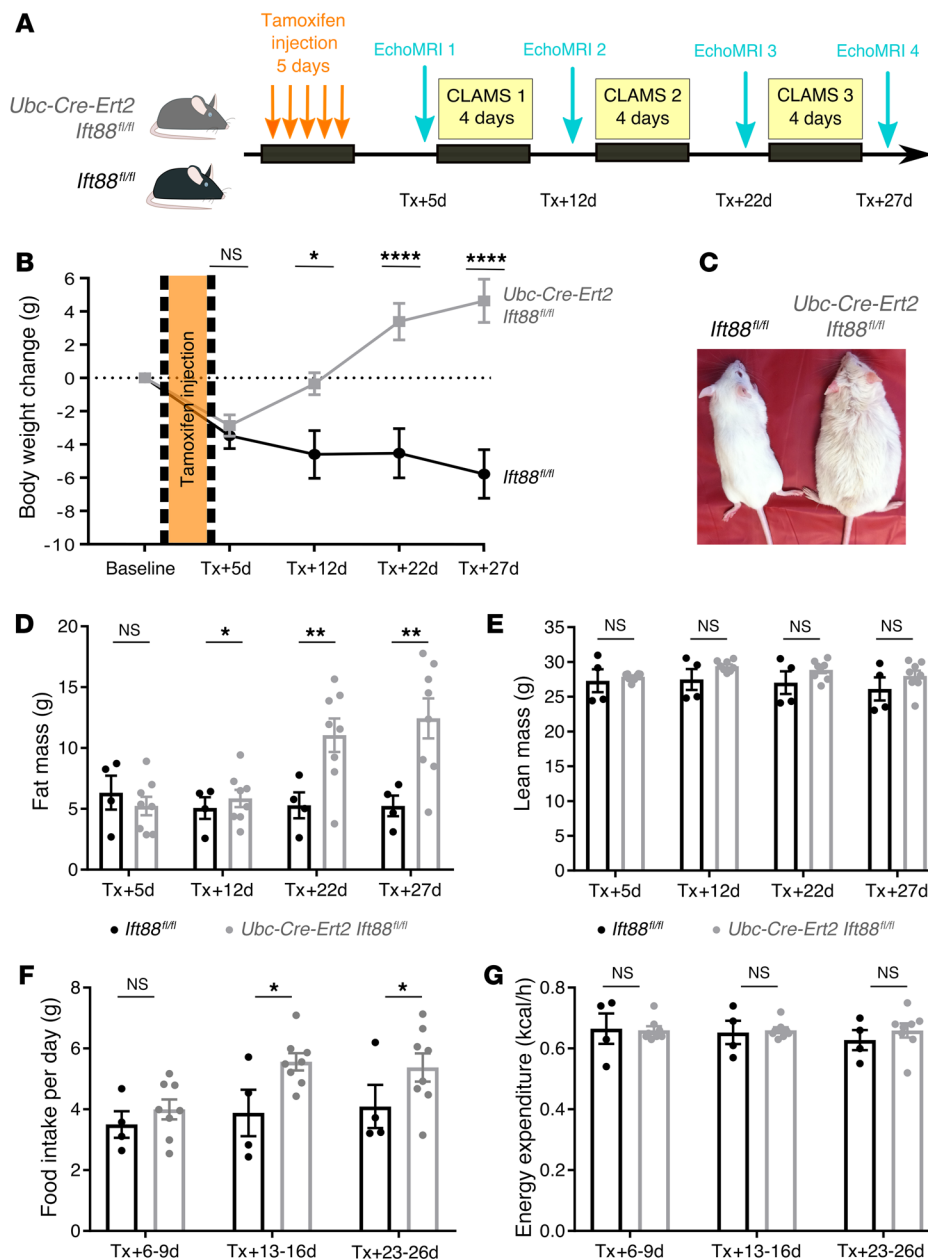 A
Tamoxifen
injection
5 days
EchoMRI 1
EchoMRI 2
EchoMRI 3
EchoMRI 4
CLAMS 1
4 days
CLAMS 2
4 days
CLAMS 3
4 days
Ubc-Cre-Ert2
Ift88fl/fl
Ift88fl/fl
Tx+5d
Tx+12d
Tx+22d
Tx+27d
B
NS
*
****
****
Body weight change (g)
6
4
2
0
-2
-4
-6
-8
-10
Tamoxifen injection
Ubc-Cre-Ert2
Ift88fl/fl
Ift88fl/fl
Baseline
Tx+5d
Tx+12d
Tx+22d
Tx+27d
C
Ift88fl/fl
Ubc-Cre-Ert2
Ift88fl/fl
D
NS
*
**
**
Fat mass (g)
20
15
10
5
0
Tx+5d
Tx+12d
Tx+22d
Tx+27d
Ift88fl/fl
Ubc-Cre-Ert2 Ift88fl/fl
E
NS
NS
NS
NS
Lean mass (g)
35
30
25
20
15
10
5
0
Tx+5d
Tx+12d
Tx+22d
Tx+27d
Ift88fl/fl
Ubc-Cre-Ert2 Ift88fl/fl
F
NS
*
*
Food intake per day (g)
8
6
4
2
0
Tx+6-9d
Tx+13-16d
Tx+23-26d
G
NS
NS
NS
Energy expenditure (kcal/h)
0.8
0.6
0.4
0.2
0.0
Tx+6-9d
Tx+13-16d
Tx+23-26d